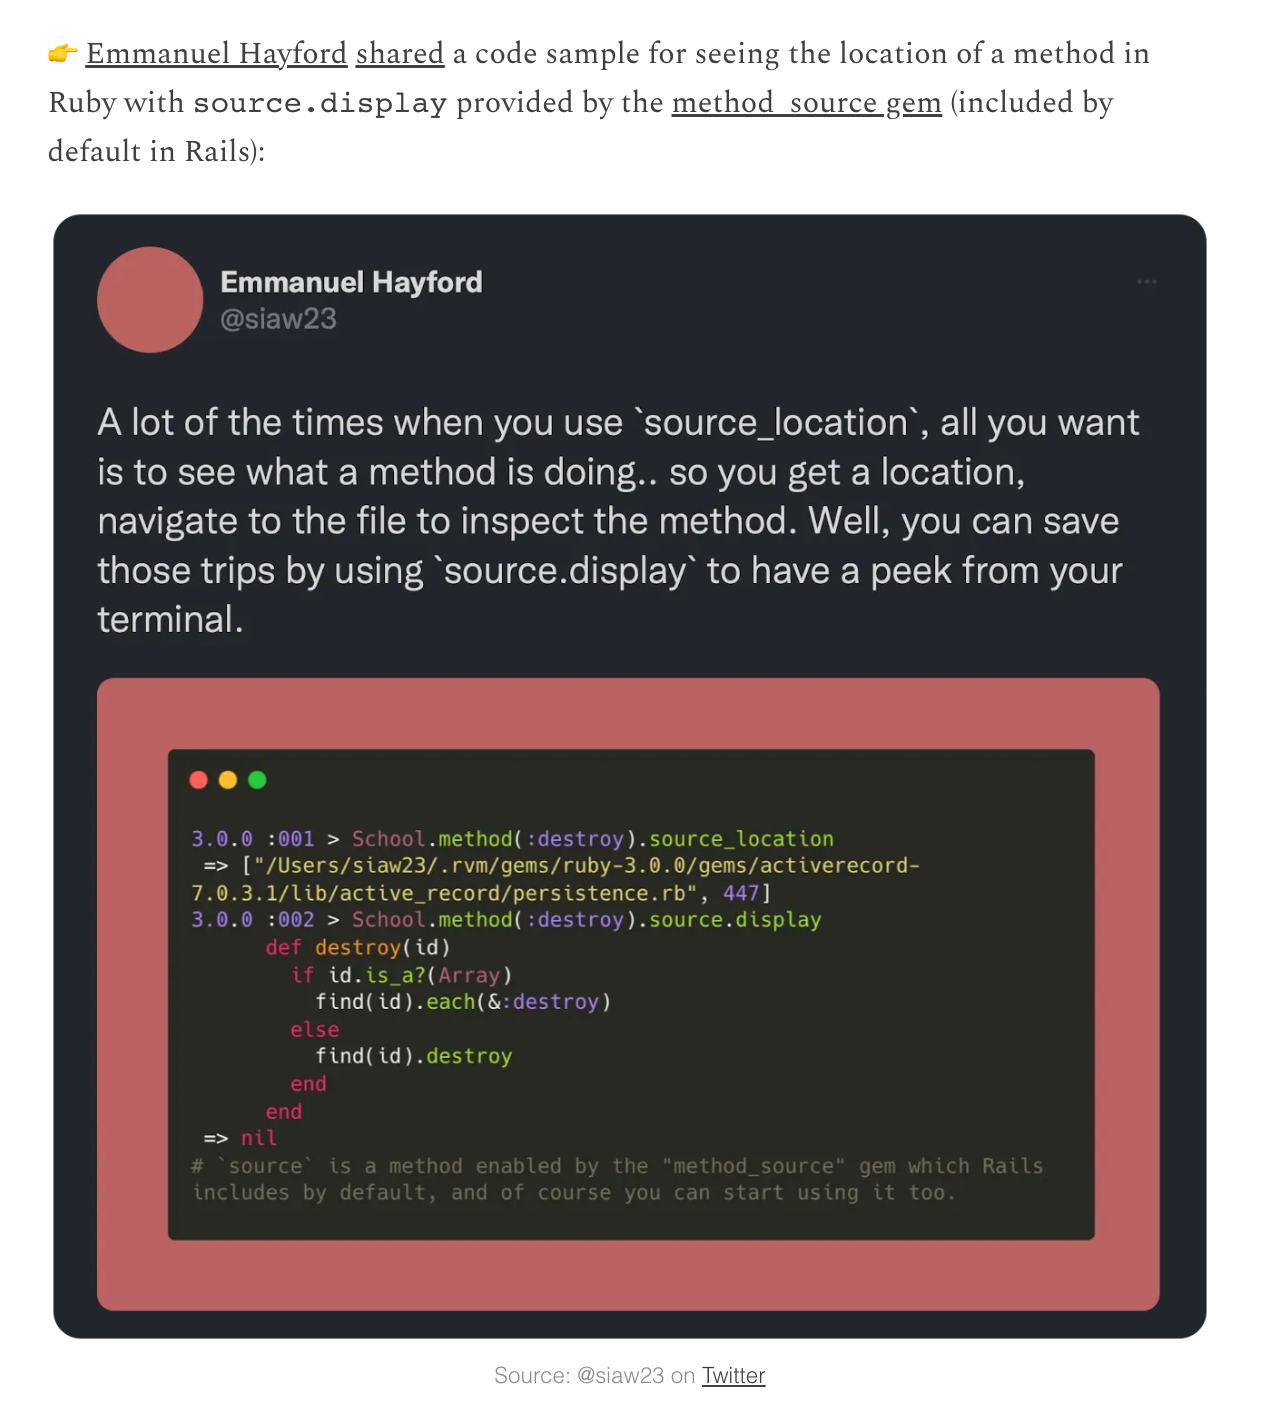 👉 Emmanuel Hayford shared a code sample for seeing the location of a method in
Ruby with source.display provided by the method_source gem (included by
default in Rails):
Emmanuel Hayford
@siaw23
A lot of the times when you use `source_location`, all you want
is to see what a method is doing.. so you get a location,
navigate to the file to inspect the method. Well, you can save
those trips by using `source.display` to have a peek from your
terminal.
3.0.0 :001 > School.method(:destroy).source_location
 => ["/Users/siaw23/.rvm/gems/ruby-3.0.0/gems/activerecord-
7.0.3.1/lib/active_record/persistence.rb", 447]
3.0.0 :002 > School.method(:destroy).source.display
      def destroy(id)
        if id.is_a?(Array)
          find(id).each(&:destroy)
        else
          find(id).destroy
        end
      end
 => nil
# `source` is a method enabled by the "method_source" gem which Rails
includes by default, and of course you can start using it too.
Source: @siaw23 on Twitter